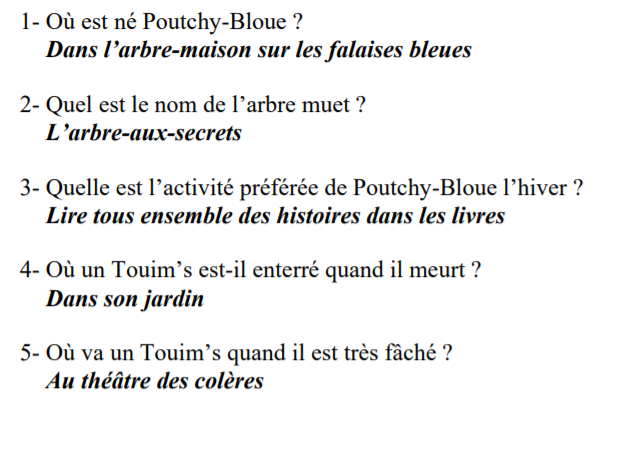 1- Où est né Poutchy-Bloue ?
Dans l’arbre-maison sur les falaises bleues
2- Quel est le nom de l’arbre muet ?
L’arbre-aux-secrets
3- Quelle est l’activité préférée de Poutchy-Bloue l’hiver ?
Lire tous ensemble des histoires dans les livres
4- Où un Touim’s est-il enterré quand il meurt ?
Dans son jardin
5- Où va un Touim’s quand il est très fâché ?
Au théâtre des colères